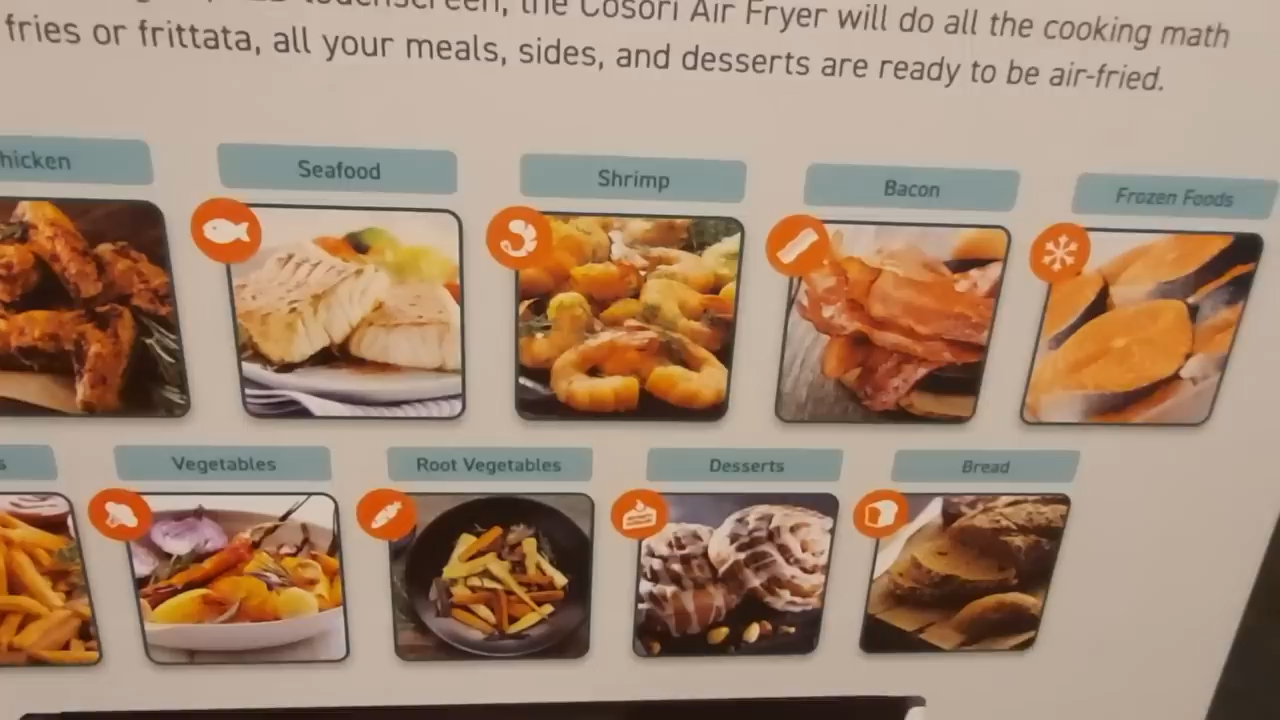 touchscreen, the Cosori Air Fryer will do all the cooking math
fries or frittata, all your meals, sides, and desserts are ready to be air-fried.
hicken
Seafood
Shrimp
Bacon
Frozen Foods
s
Vegetables
Root Vegetables
Desserts
Bread